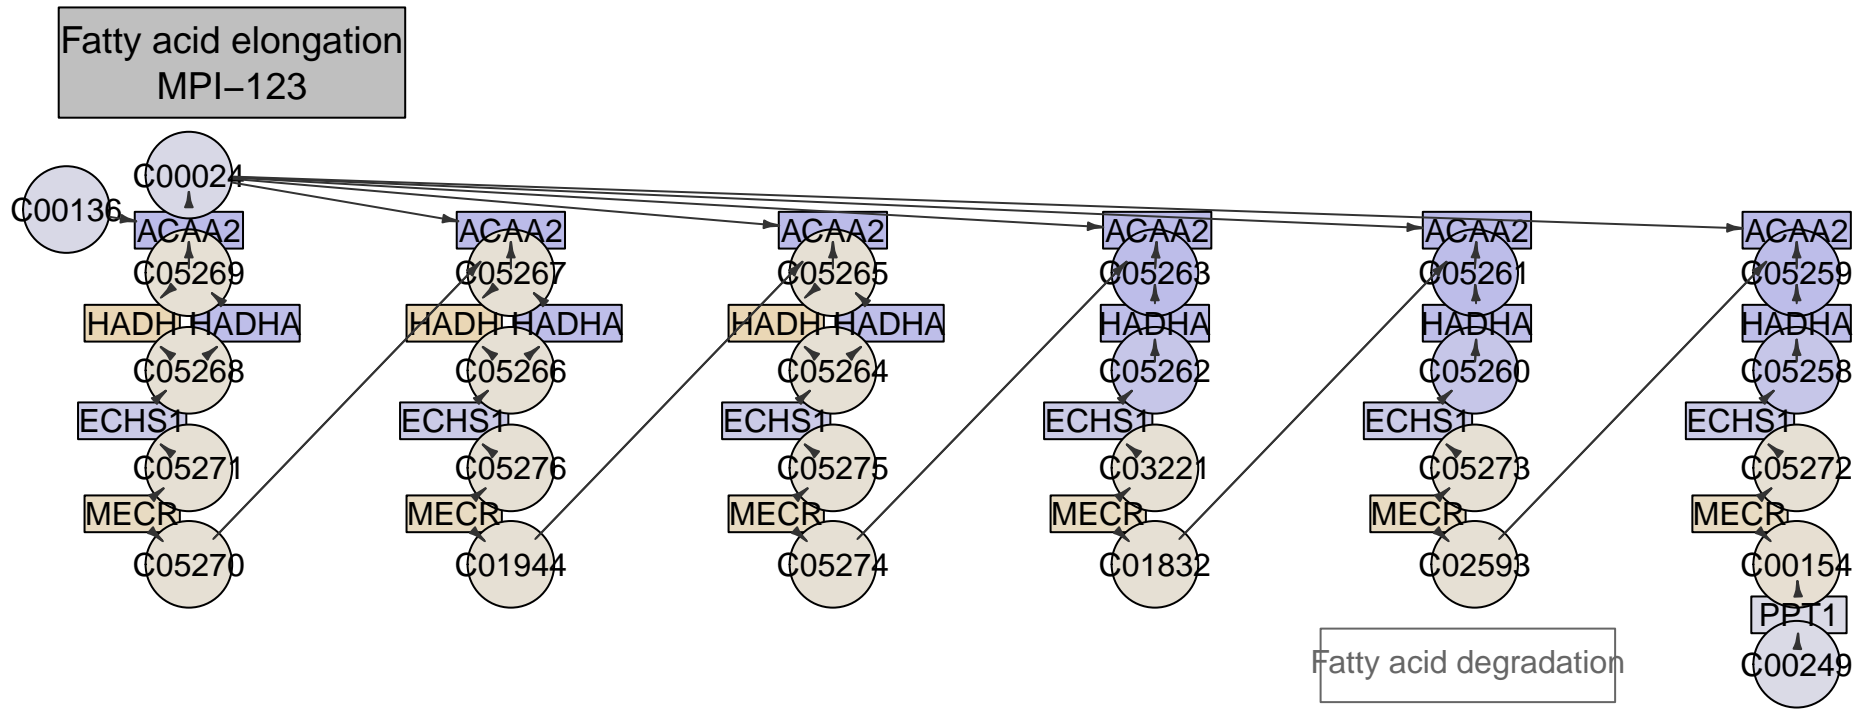 Fatty acid elongation
MPI–123
C00024
C00136
ACAA2 ACAA2 ACAA2 ACAA2 ACAA2 ACAA2
C05269 C05267 C05265 C05263 C05261 C05259
HADH HADHA HADH HADHA HADH HADHA HADHA HADHA HADHA
C05268 C05266 C05264 C05262 C05260 C05258
ECHS1 ECHS1 ECHS1 ECHS1 ECHS1 ECHS1
C05271 C05276 C05275 C03221 C05273 C05272
MECR MECR MECR MECR MECR MECR
C05270 C01944 C05274 C01832 C02593 C00154
PPT1
Fatty acid degradation C00249